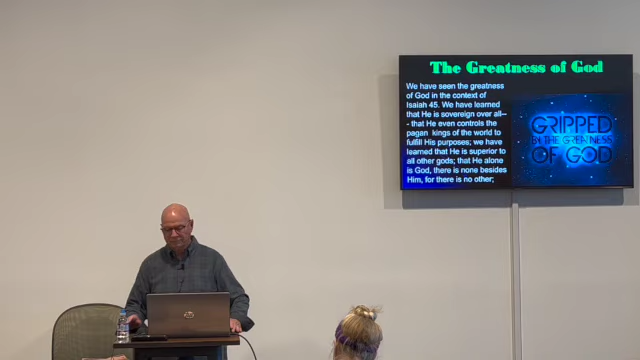 The Greatness of God
We have seen the greatness
of God in the context of
Isaiah 45. We have learned
that He is sovereign over all--
- that He even controls the
pagan kings of the world to
fulfill His purposes; we have
learned that He is superior to
all other gods; that He alone
is God, there is none besides
Him, for there is no other;
GRIPPED
BY THE GREATNESS
OF GOD
hp